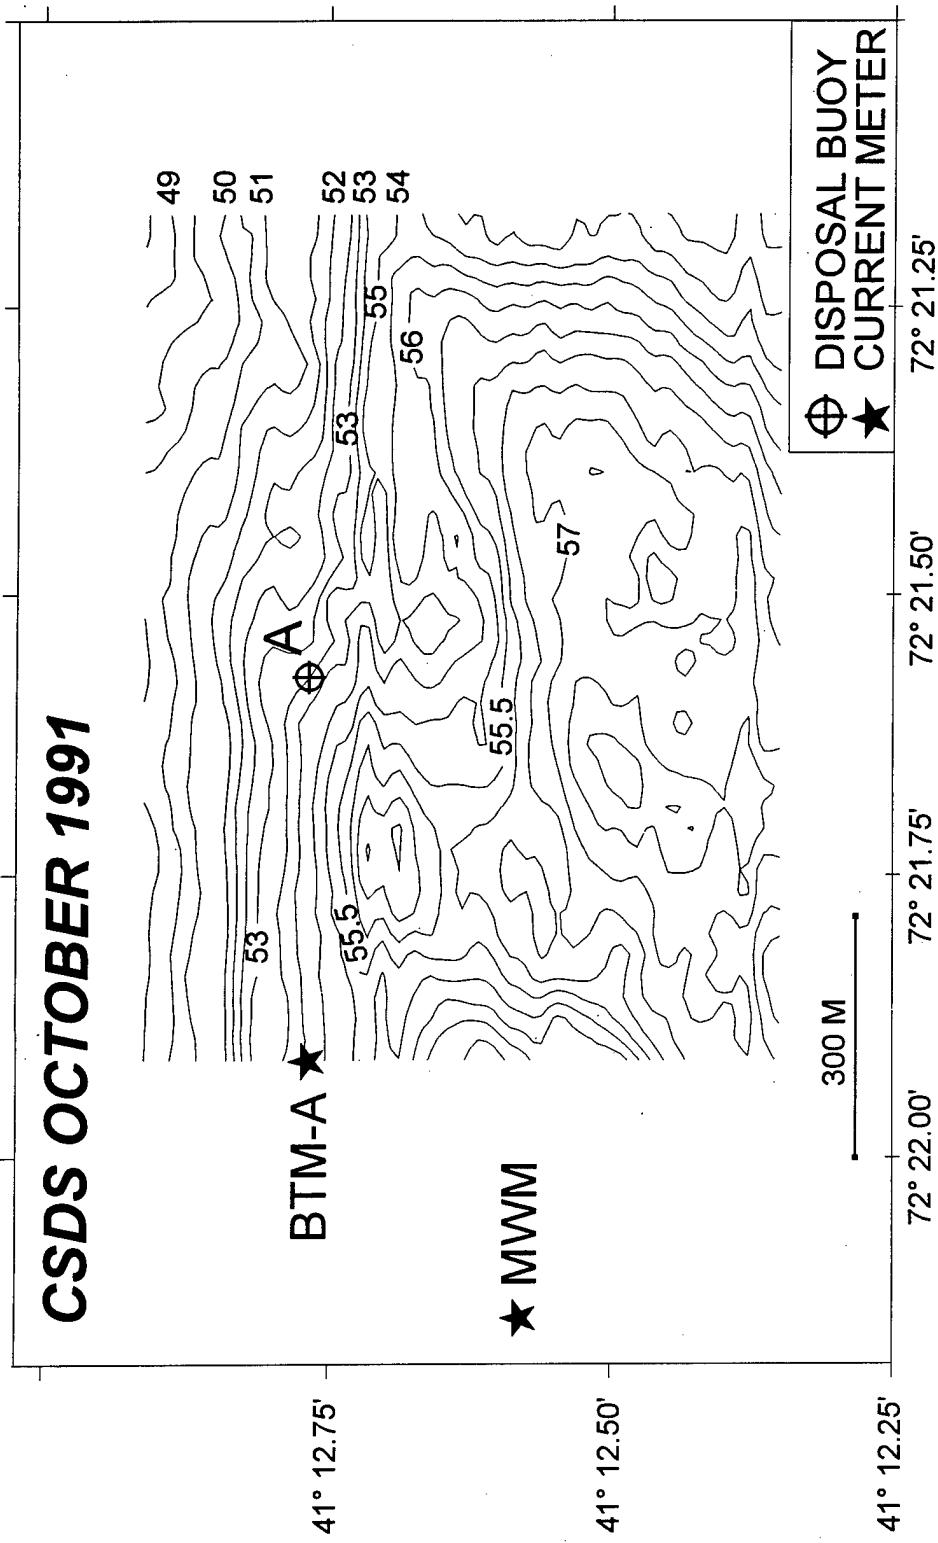 CSDS OCTOBER 1991
49
50
51
52
53
54
55
56
53
53
55.5
55.5
57
A
BTM-A
MWM
300 M
DISPOSAL BUOY
CURRENT METER
41° 12.75'
41° 12.50'
41° 12.25'
72° 22.00'
72° 21.75'
72° 21.50'
72° 21.25'